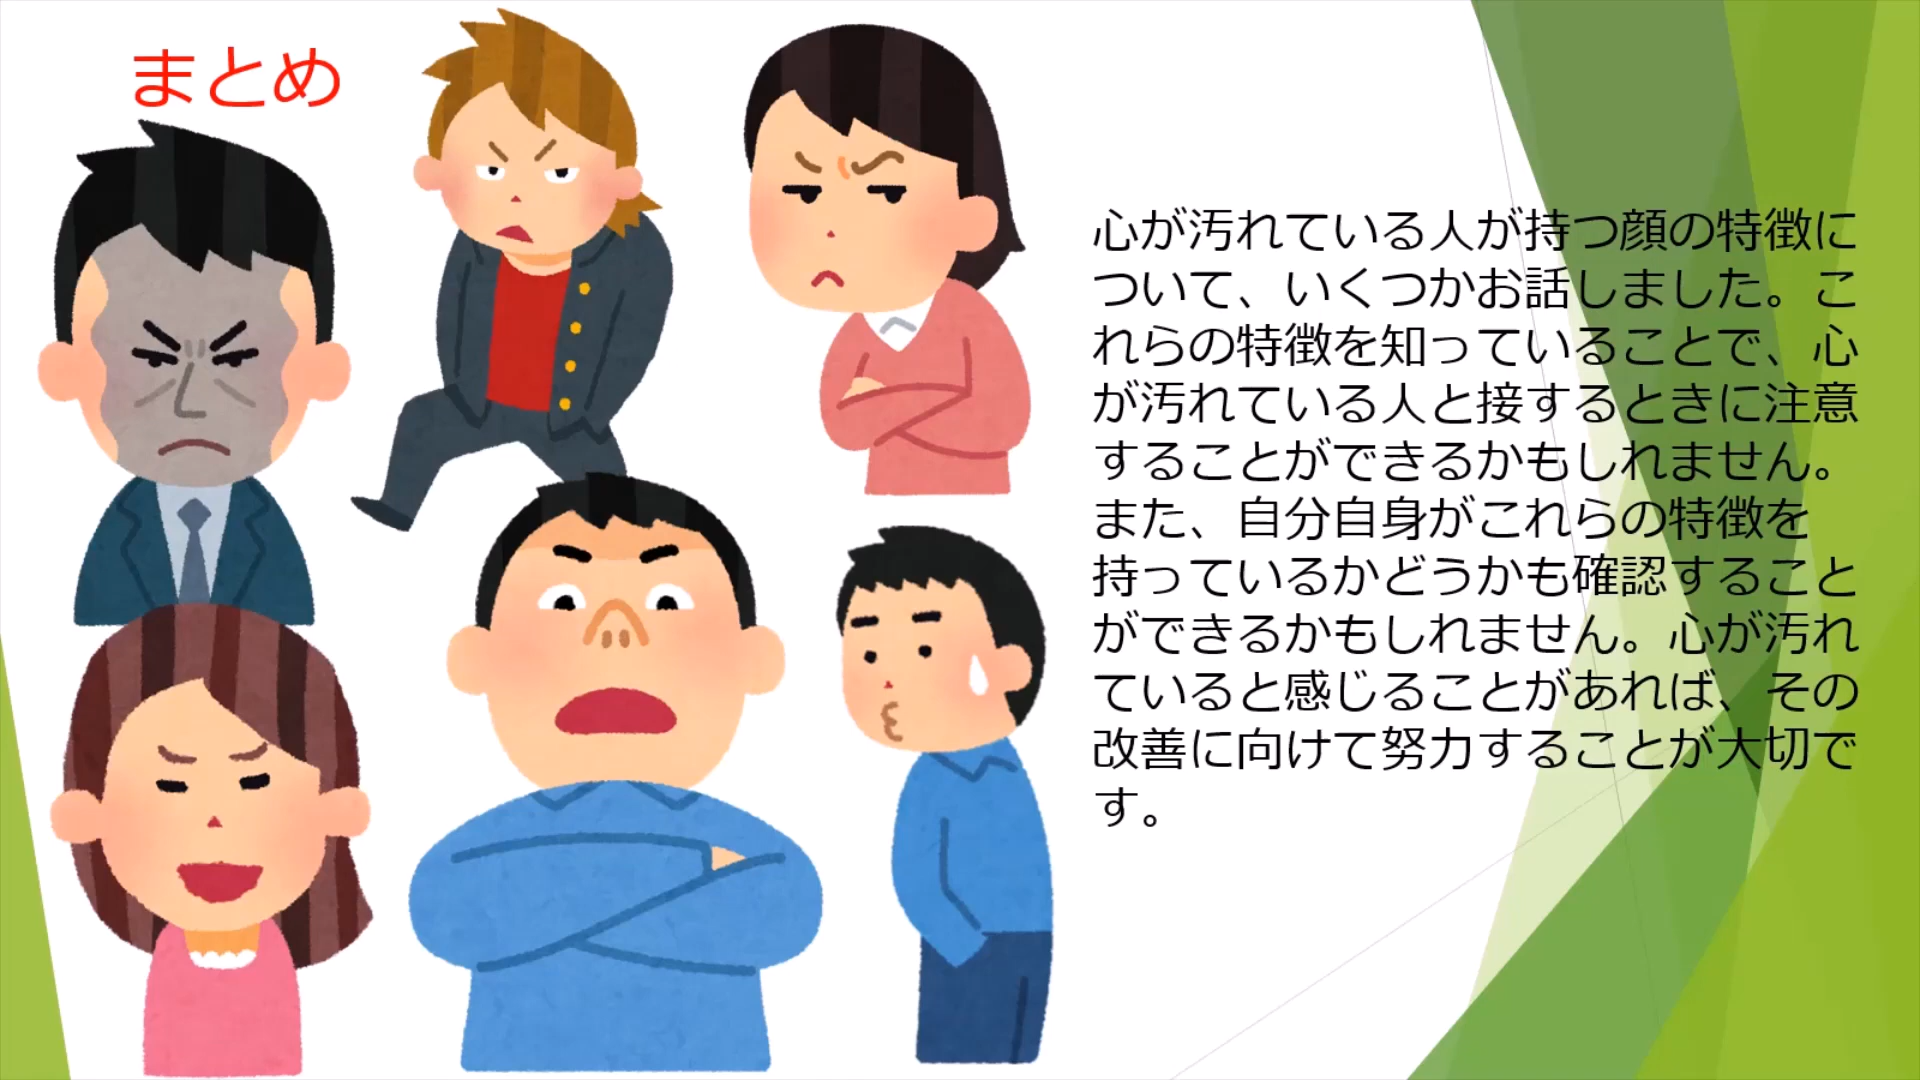 まとめ
心が汚れている人が持つ顔の特徴に
ついて、いくつかお話しました。こ
れらの特徴を知っていることで、心
が汚れている人と接するときに注意
することができるかもしれません。
また、自分自身がこれらの特徴を
持っているかどうかも確認すること
ができるかもしれません。心が汚れ
ていると感じることがあれば、その
改善に向けて努力することが大切で
す。